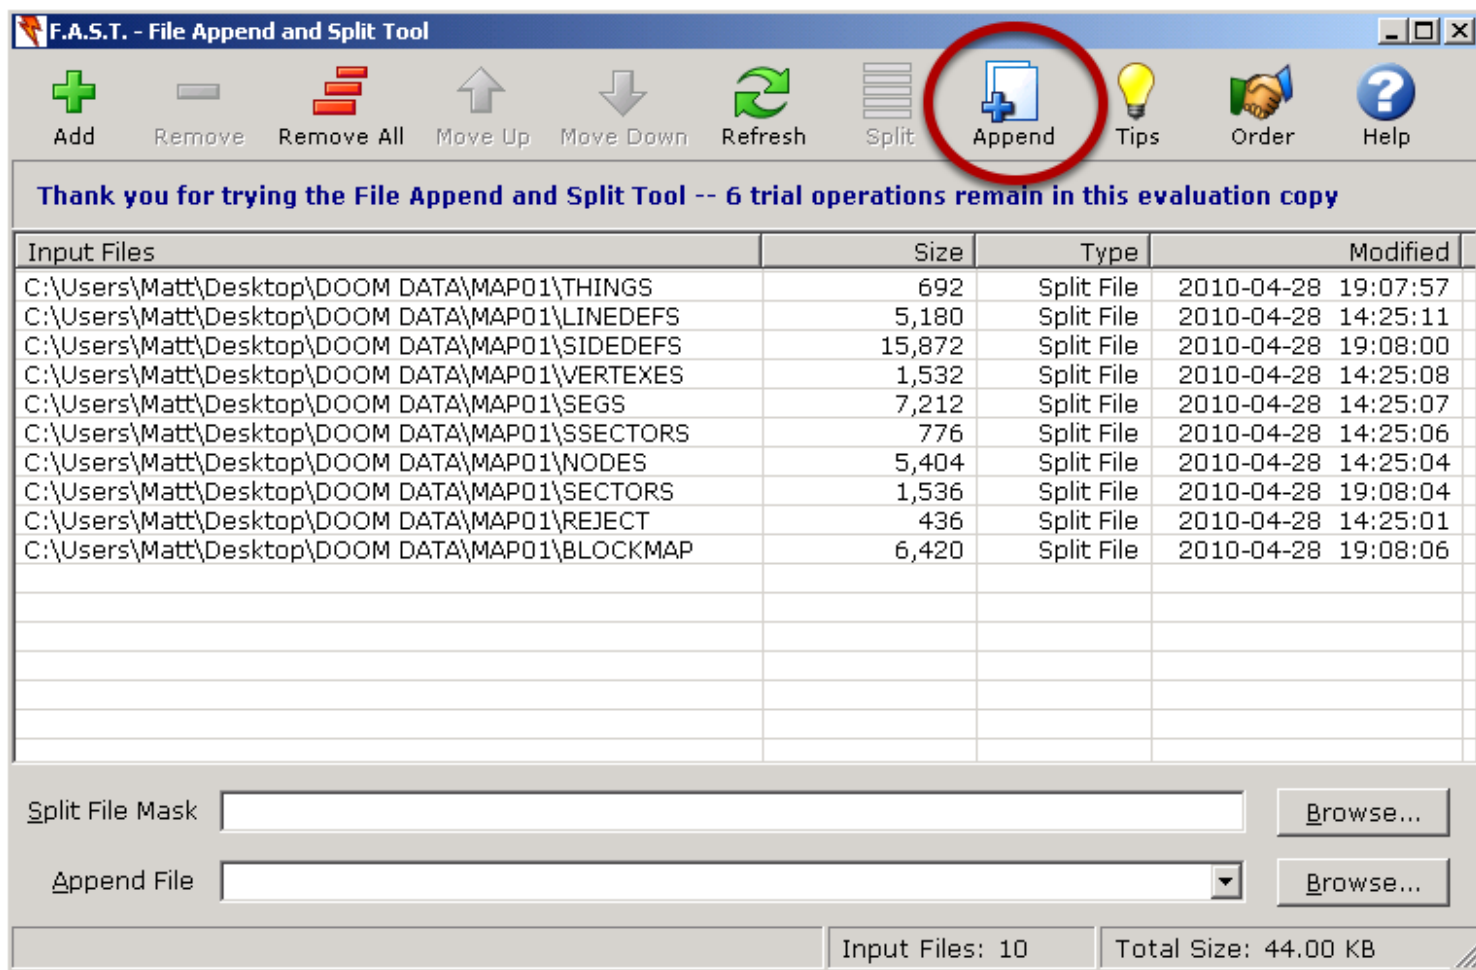 F.A.S.T. - File Append and Split Tool
Add Remove Remove All Move Up Move Down Refresh Split Append Tips Order Help
Thank you for trying the File Append and Split Tool -- 6 trial operations remain in this evaluation copy
Input Files Size Type Modified
C:\Users\Matt\Desktop\DOOM DATA\MAP01\THINGS 692 Split File 2010-04-28 19:07:57
C:\Users\Matt\Desktop\DOOM DATA\MAP01\LINEDEFS 5,180 Split File 2010-04-28 14:25:11
C:\Users\Matt\Desktop\DOOM DATA\MAP01\SIDEDEFS 15,872 Split File 2010-04-28 19:08:00
C:\Users\Matt\Desktop\DOOM DATA\MAP01\VERTEXES 1,532 Split File 2010-04-28 14:25:08
C:\Users\Matt\Desktop\DOOM DATA\MAP01\SEGS 7,212 Split File 2010-04-28 14:25:07
C:\Users\Matt\Desktop\DOOM DATA\MAP01\SSECTORS 776 Split File 2010-04-28 14:25:06
C:\Users\Matt\Desktop\DOOM DATA\MAP01\NODES 5,404 Split File 2010-04-28 14:25:04
C:\Users\Matt\Desktop\DOOM DATA\MAP01\SECTORS 1,536 Split File 2010-04-28 19:08:04
C:\Users\Matt\Desktop\DOOM DATA\MAP01\REJECT 436 Split File 2010-04-28 14:25:01
C:\Users\Matt\Desktop\DOOM DATA\MAP01\BLOCKMAP 6,420 Split File 2010-04-28 19:08:06
Split File Mask Browse...
Append File Browse...
Input Files: 10 Total Size: 44.00 KB